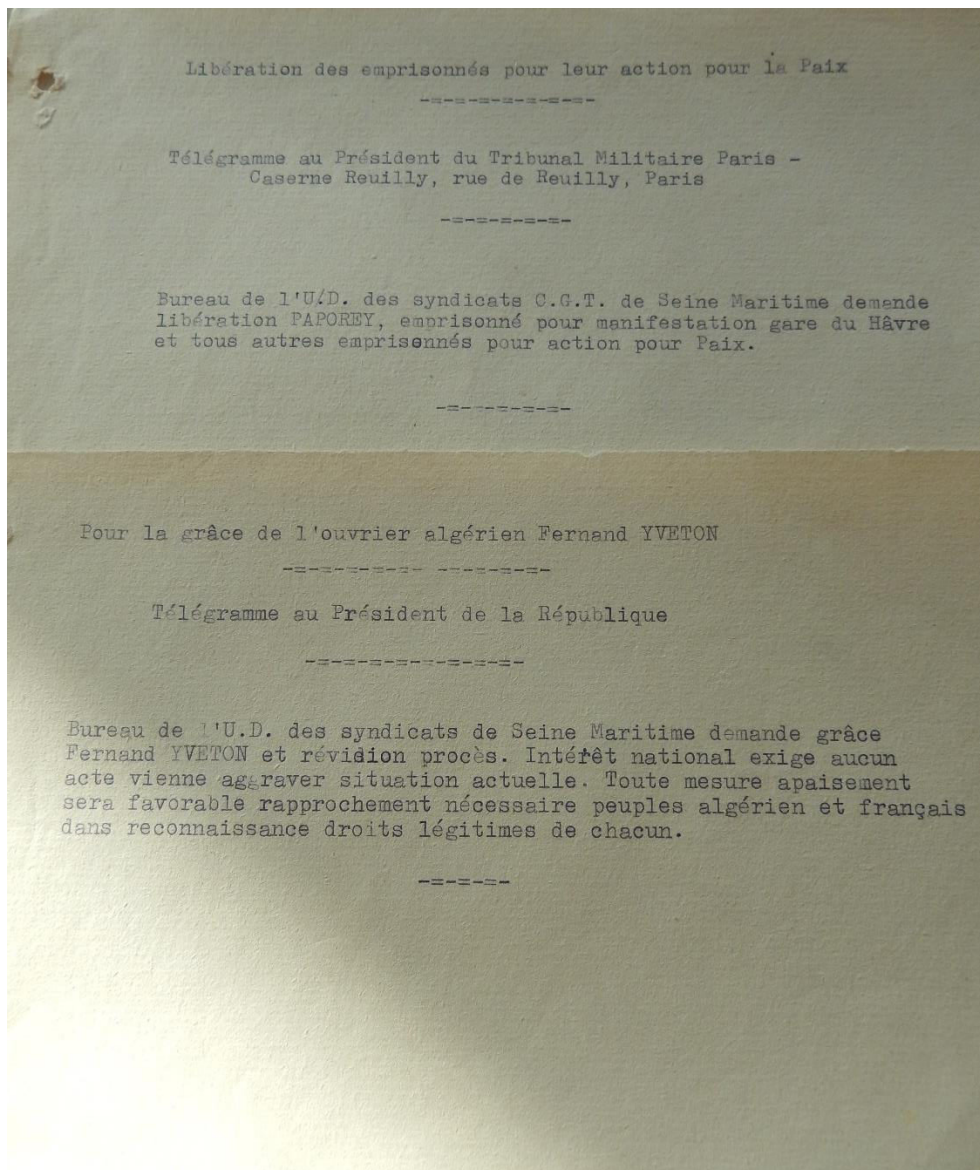 Libération des emprisonnés pour leur action pour la Paix
-=-=-=-=-=-=-=-=-
Télégramme au Président du Tribunal Militaire Paris -
Caserne Reuilly, rue de Reuilly, Paris
-=-=-=-=-=-=-
Bureau de l'U.D. des syndicats C.G.T. de Seine Maritime demande
libération PAPOREY, emprisonné pour manifestation gare du Hâvre
et tous autres emprisonnés pour action pour Paix.
-=---=-=-=-
Pour la grâce de l'ouvrier algérien Fernand YVETON
-=-=-=-=-=-=- ---=-=-=-
Télégramme au Président de la République
-=-=-=-=---=-=-=-=-
Bureau de l'U.D. des syndicats de Seine Maritime demande grâce
Fernand YVETON et révidion procès. Intérêt national exige aucun
acte vienne aggraver situation actuelle. Toute mesure apaisement
sera favorable rapprochement nécessaire peuples algérien et français
dans reconnaissance droits légitimes de chacun.
-=-=-=-